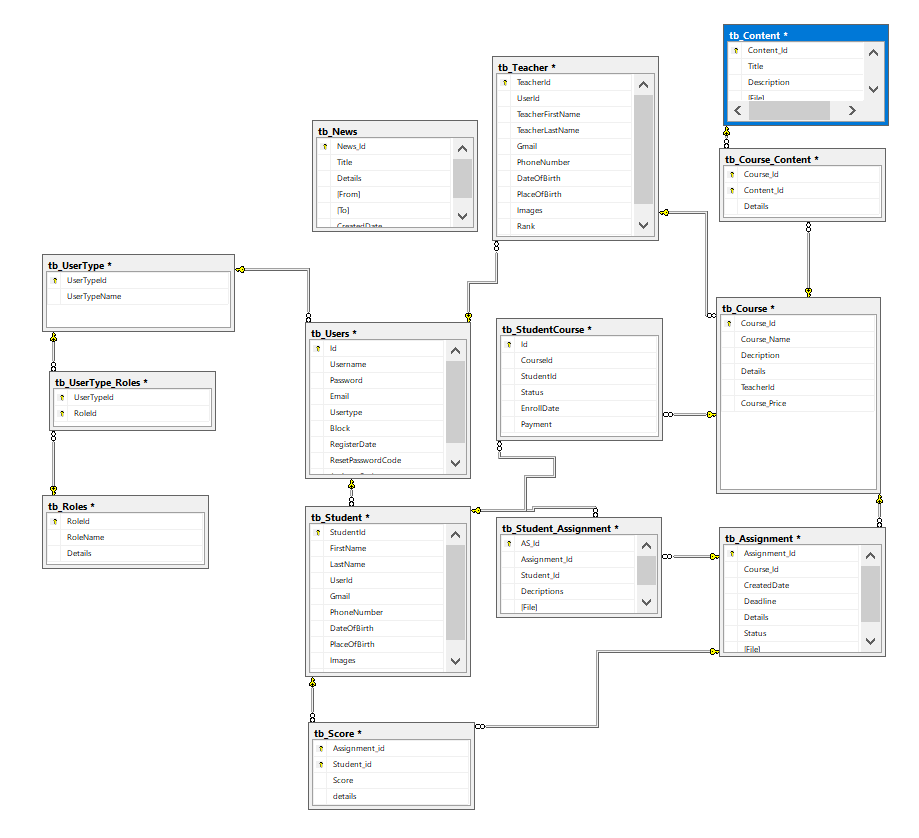 tb_Content *
Content_Id
Title
Description
[File]
tb_Teacher *
TeacherId
UserId
TeacherFirstName
TeacherLastName
Gmail
PhoneNumber
DateOfBirth
PlaceOfBirth
Images
Rank
tb_News
News_Id
Title
Details
[From]
[To]
CreatedDate
tb_Course_Content *
Course_Id
Content_Id
Details
tb_UserType *
UserTypeId
UserTypeName
tb_Users *
Id
Username
Password
Email
Usertype
Block
RegisterDate
ResetPasswordCode
tb_StudentCourse *
Id
CourseId
StudentId
Status
EnrollDate
Payment
tb_Course *
Course_Id
Course_Name
Decription
Details
TeacherId
Course_Price
tb_UserType_Roles *
UserTypeId
RoleId
tb_Roles *
RoleId
RoleName
Details
tb_Student *
StudentId
FirstName
LastName
UserId
Gmail
PhoneNumber
DateOfBirth
PlaceOfBirth
Images
tb_Student_Assignment *
AS_Id
Assignment_Id
Student_Id
Decriptions
[File]
tb_Assignment *
Assignment_Id
Course_Id
CreatedDate
Deadline
Details
Status
[File]
tb_Score *
Assignment_id
Student_id
Score
details